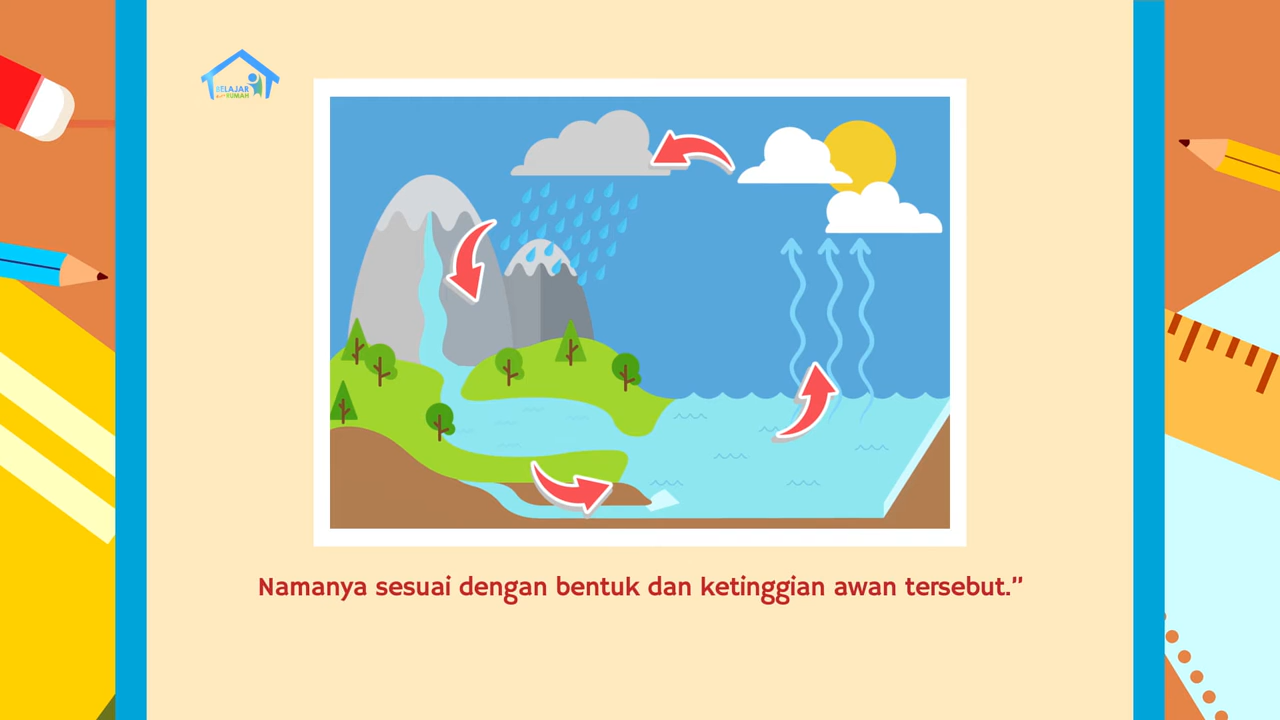 BELAJAR
RUMAH
Namanya sesuai dengan bentuk dan ketinggian awan tersebut.”